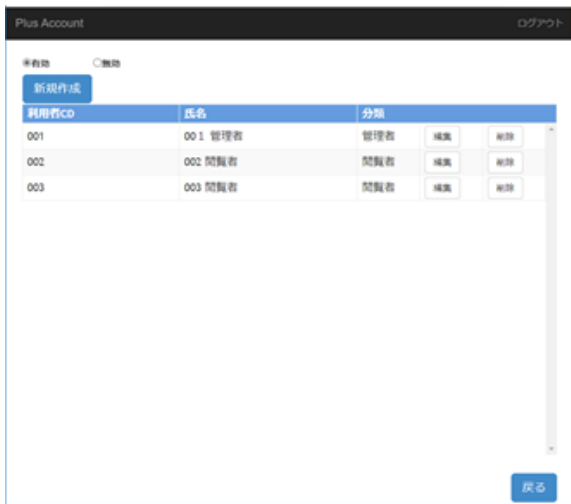 Plus Account ログアウト
有効 無効
新規作成
利用者CD 氏名 分類
001 00１ 管理者 管理者 編集 削除
002 002 閲覧者 閲覧者 編集 削除
003 003 閲覧者 閲覧者 編集 削除
戻る